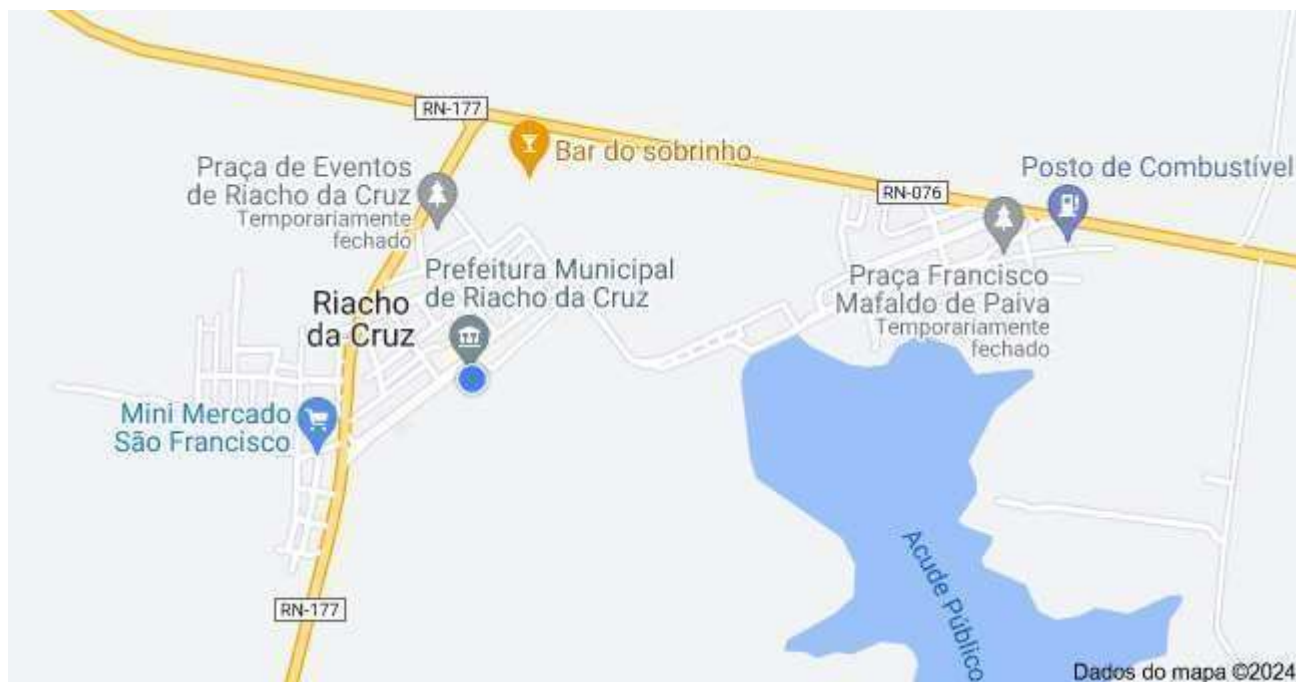 RN-177
Bar do sobrinho
Praça de Eventos
de Riacho da Cruz
Temporariamente
fechado
Posto de Combustível
RN-076
Prefeitura Municipal
de Riacho da Cruz
Riacho
da Cruz
Praça Francisco
Mafaldo de Paiva
Temporariamente
fechado
Mini Mercado
São Francisco
Acude Público
RN-177
Dados do mapa ©2024